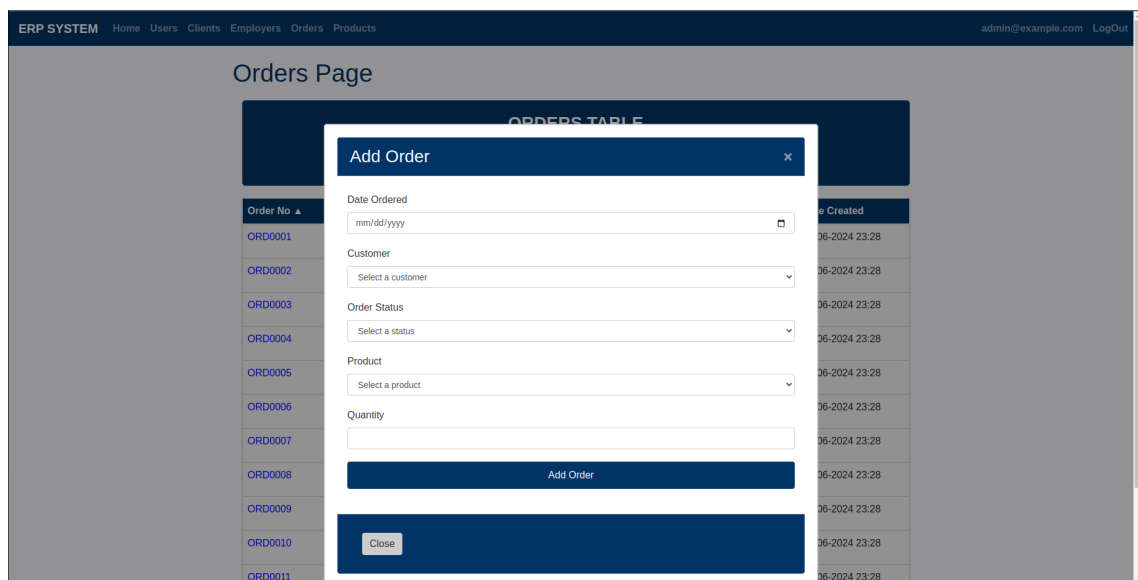 ERP SYSTEM Home Users Clients Employers Orders Products admin@example.com LogOut
Orders Page
ORDERS TABLE
Add Order ×
Date Ordered
mm/dd/yyyy
Customer
Select a customer
Order Status
Select a status
Product
Select a product
Quantity
Add Order
Close
Order No ▲ Created
ORD0001 06-2024 23:28
ORD0002 06-2024 23:28
ORD0003 06-2024 23:28
ORD0004 06-2024 23:28
ORD0005 06-2024 23:28
ORD0006 06-2024 23:28
ORD0007 06-2024 23:28
ORD0008 06-2024 23:28
ORD0009 06-2024 23:28
ORD0010 06-2024 23:28
ORD0011 06-2024 23:28